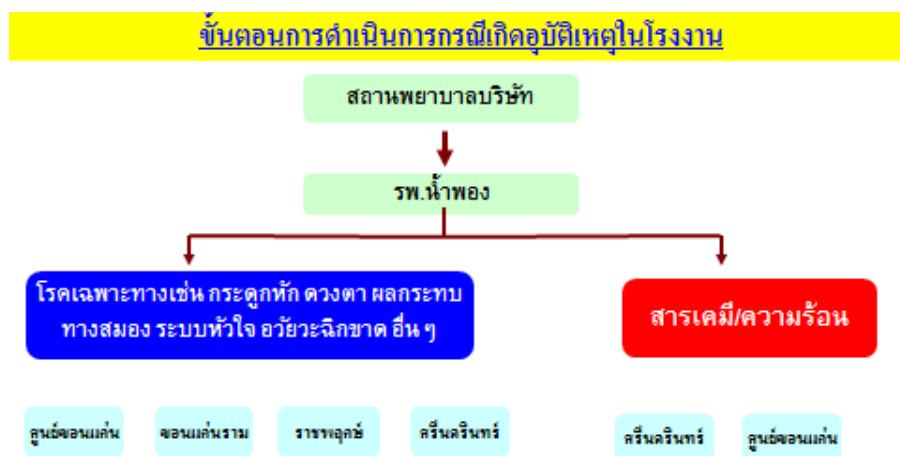 ขั้นตอนการดำเนินการกรณีเกิดอุบัติเหตุในโรงงาน
สถานพยาบาลบริษัท
รพ.น้ำพอง
โรคเฉพาะทางเช่น กระดูกหัก ดวงตา ผลกระทบ
ทางสมอง ระบบหัวใจ อวัยวะฉีกขาด อื่น ๆ
สารเคมี/ความร้อน
ศูนย์ขอนแก่น
ขอนแก่นราม
ราชพฤกษ์
ศรีนครินทร์
ศรีนครินทร์
ศูนย์ขอนแก่น